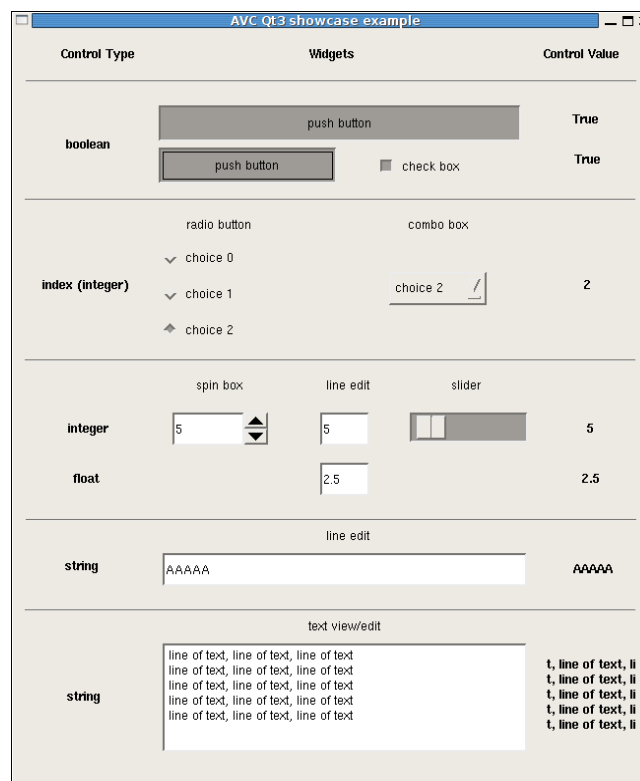 AVC Qt3 showcase example
Control Type Widgets Control Value
push button True
boolean
push button check box True
radio button combo box
choice 0
index (integer) choice 1 choice 2 2
choice 2
spin box line edit slider
integer 5 5 5
float 2.5 2.5
line edit
string AAAAA AAAAA
text view/edit
line of text, line of text, line of text
line of text, line of text, line of text
line of text, line of text, line of text
line of text, line of text, line of text
line of text, line of text, line of text
string
t, line of text, li
t, line of text, li
t, line of text, li
t, line of text, li
t, line of text, li